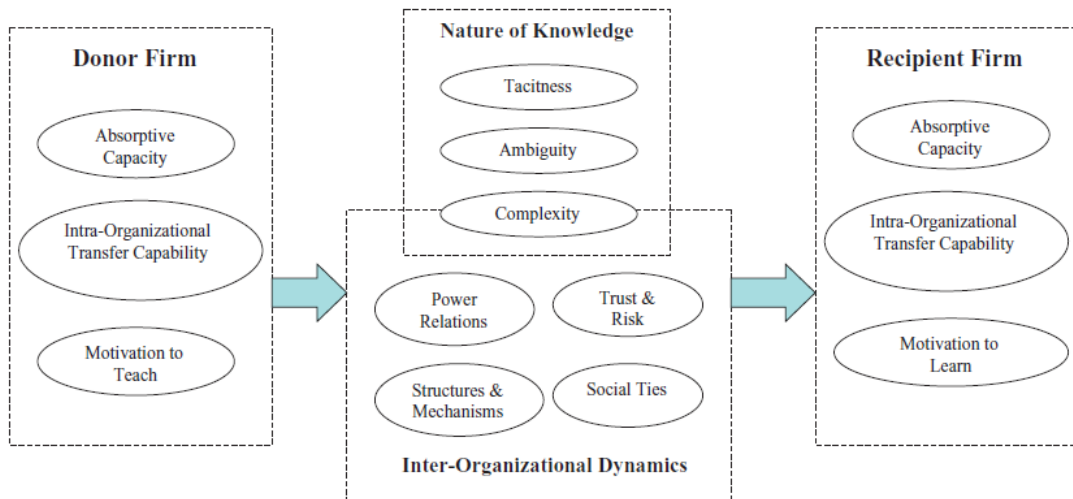 Donor Firm
Absorptive
Capacity
Intra-Organizational
Transfer Capability
Motivation to
Teach
Nature of Knowledge
Tacitness
Ambiguity
Complexity
Power
Relations
Trust &
Risk
Structures &
Mechanisms
Social Ties
Inter-Organizational Dynamics
Recipient Firm
Absorptive
Capacity
Intra-Organizational
Transfer Capability
Motivation to
Learn